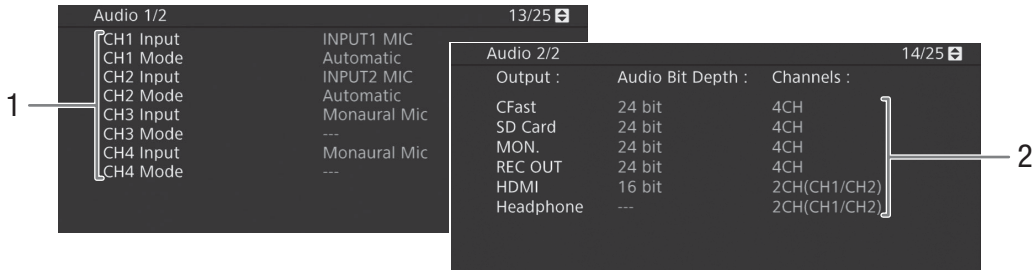 Audio 1/2 13/25
CH1 Input INPUT1 MIC
CH1 Mode Automatic
CH2 Input INPUT2 MIC
CH2 Mode Automatic
CH3 Input Monaural Mic
CH3 Mode ---
CH4 Input Monaural Mic
CH4 Mode ---
1
Audio 2/2 14/25
Output : Audio Bit Depth : Channels :
CFast 24 bit 4CH
SD Card 24 bit 4CH
MON. 24 bit 4CH
REC OUT 24 bit 4CH
HDMI 16 bit 2CH(CH1/CH2)
Headphone --- 2CH(CH1/CH2)
2